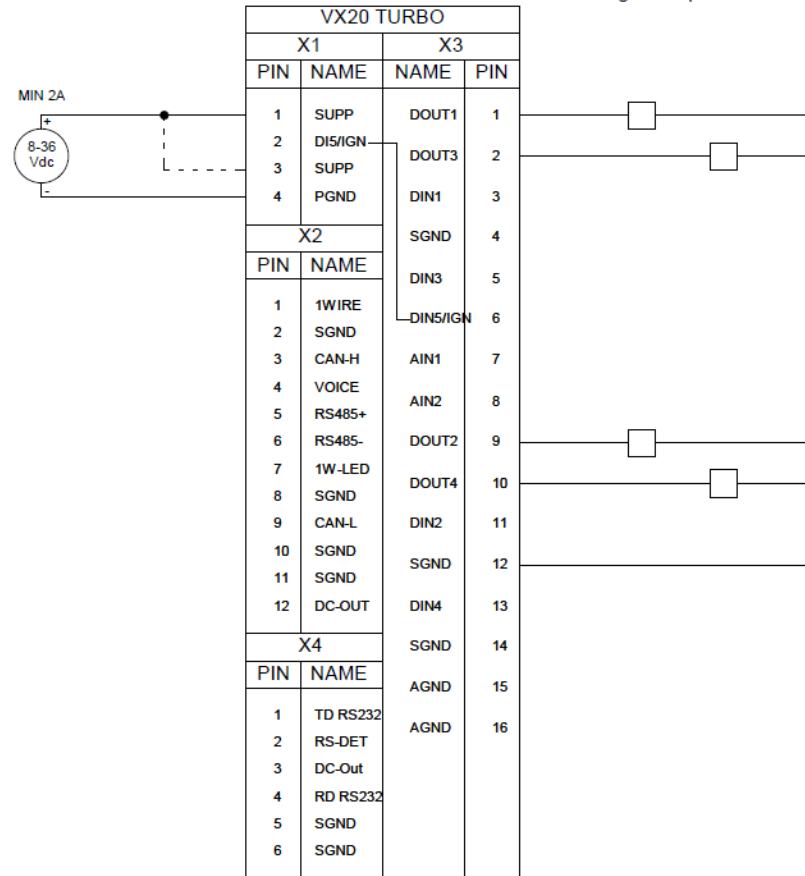 VX20 TURBO
X1 X3
PIN NAME NAME PIN
MIN 2A
+
8-36
Vdc
-
1 SUPP
2 DI5/IGN
3 SUPP
4 PGND
X2
PIN NAME
1 1WIRE
2 SGND
3 CAN-H
4 VOICE
5 RS485+
6 RS485-
7 1W-LED
8 SGND
9 CAN-L
10 SGND
11 SGND
12 DC-OUT
X4
PIN NAME
1 TD RS232
2 RS-DET
3 DC-Out
4 RD RS232
5 SGND
6 SGND
DOUT1 1
DOUT3 2
DIN1 3
SGND 4
DIN3 5
DIN5/IGN 6
AIN1 7
AIN2 8
DOUT2 9
DOUT4 10
DIN2 11
SGND 12
DIN4 13
SGND 14
AGND 15
AGND 16